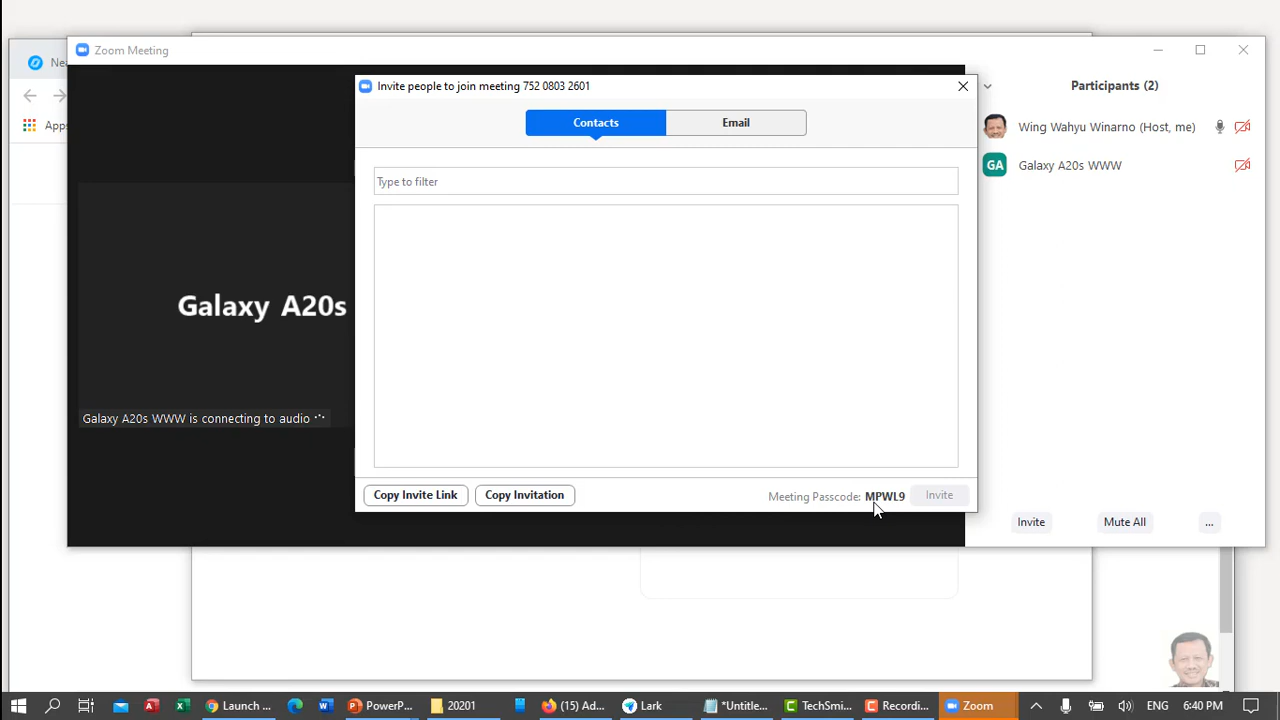 Zoom Meeting
Ne
Apps
Invite people to join meeting 752 0803 2601
Contacts
Email
Type to filter
Galaxy A20s
Galaxy A20s WWW is connecting to audio
Copy Invite Link
Copy Invitation
Meeting Passcode: MPWL9
Invite
Participants (2)
Wing Wahyu Winarno (Host, me)
GA
Galaxy A20s WWW
Invite
Mute All
...
Launch ...
PowerP...
20201
(15) Ad...
Lark
*Untitle...
TechSmi...
Recordi...
Zoom
ENG
6:40 PM